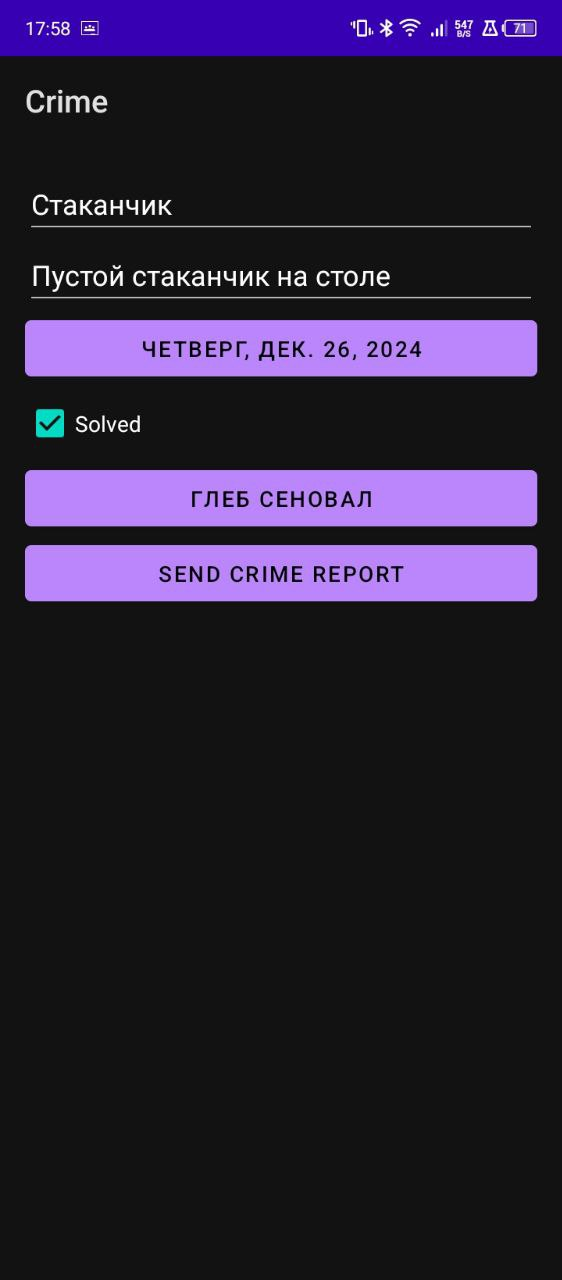 17:58 547 B/S 71
Crime
Стаканчик
Пустой стаканчик на столе
ЧЕТВЕРГ, ДЕК. 26, 2024
Solved
ГЛЕБ СЕНОВАЛ
SEND CRIME REPORT